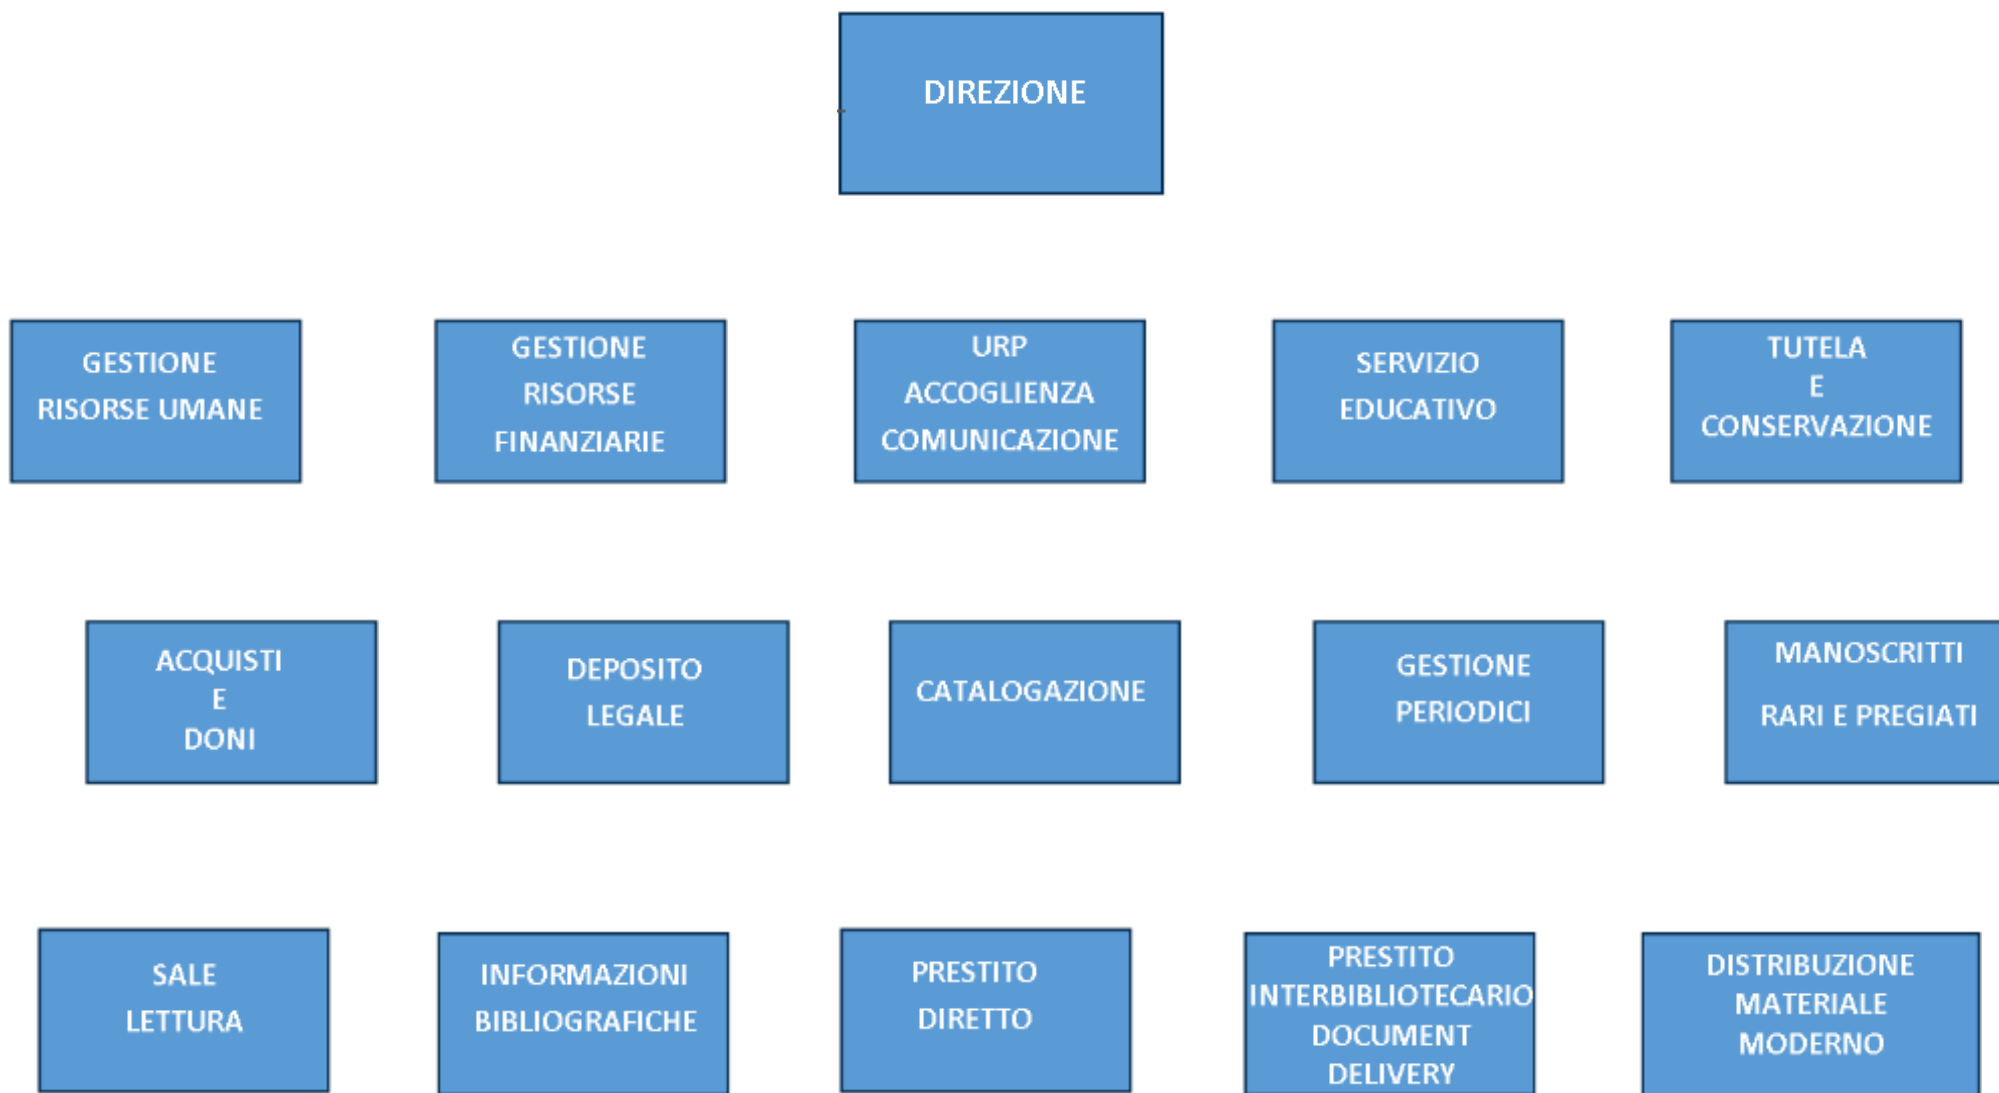 DIREZIONE
GESTIONE
RISORSE UMANE
GESTIONE
RISORSE
FINANZIARIE
URP
ACCOGLIENZA
COMUNICAZIONE
SERVIZIO
EDUCATIVO
TUTELA
E
CONSERVAZIONE
ACQUISTI
E
DONI
DEPOSITO
LEGALE
CATALOGAZIONE
GESTIONE
PERIODICI
MANOSCRITTI
RARI E PREGIATI
SALE
LETTURA
INFORMAZIONI
BIBLIOGRAFICHE
PRESTITO
DIRETTO
PRESTITO
INTERBIBLIOTECARIO
DOCUMENT
DELIVERY
DISTRIBUZIONE
MATERIALE
MODERNO